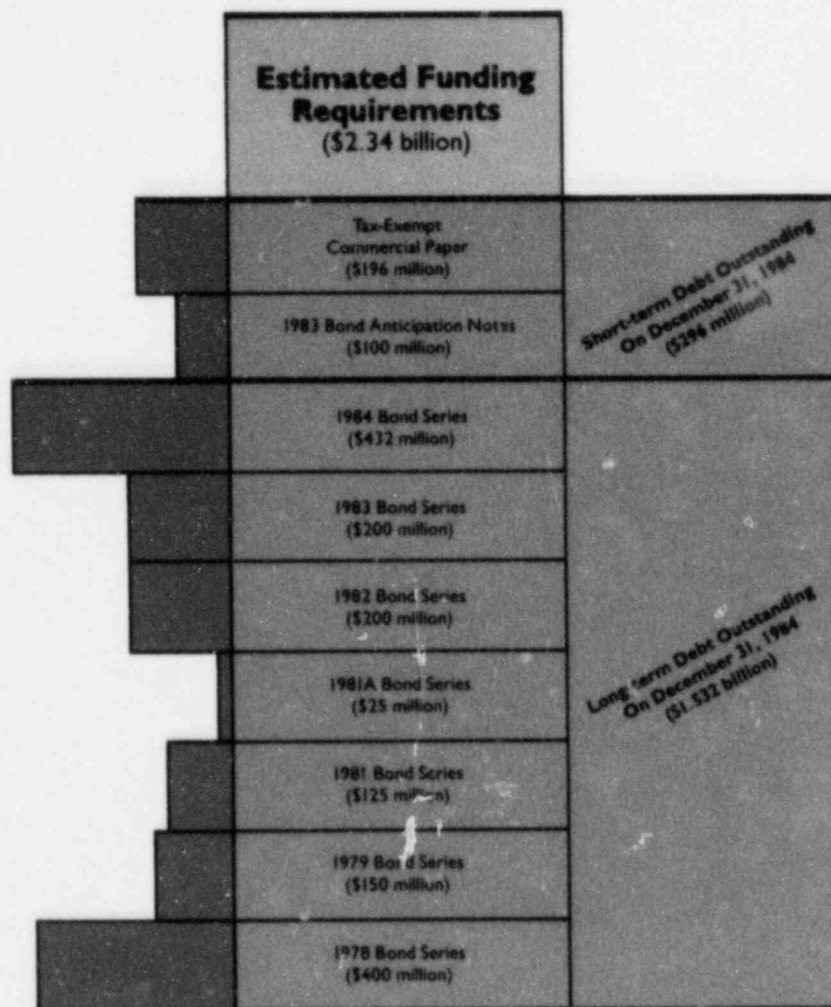 Estimated Funding
Requirements
($2.34 billion)
Tax-Exempt
Commercial Paper
($196 million)
1983 Bond Anticipation Notes
($100 million)
Short-term Debt Outstanding
On December 31, 1984
($296 million)
1984 Bond Series
($432 million)
1983 Bond Series
($200 million)
1982 Bond Series
($200 million)
1981A Bond Series
($25 million)
1981 Bond Series
($125 million)
1979 Bond Series
($150 million)
1978 Bond Series
($400 million)
Long term Debt Outstanding
On December 31, 1984
($1.532 billion)